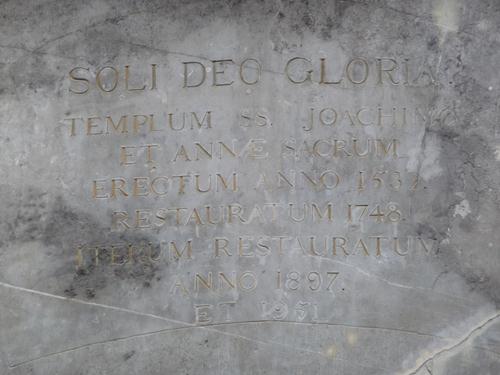 SOLI DEO GLORIA
TEMPLUM SS. JOACHIMO
ET ANNÆ SACRUM
ERECTUM ANNO
RESTAURATUM 1748.
ITERUM RESTAURATUM
ANNO 1897.
ET 1951